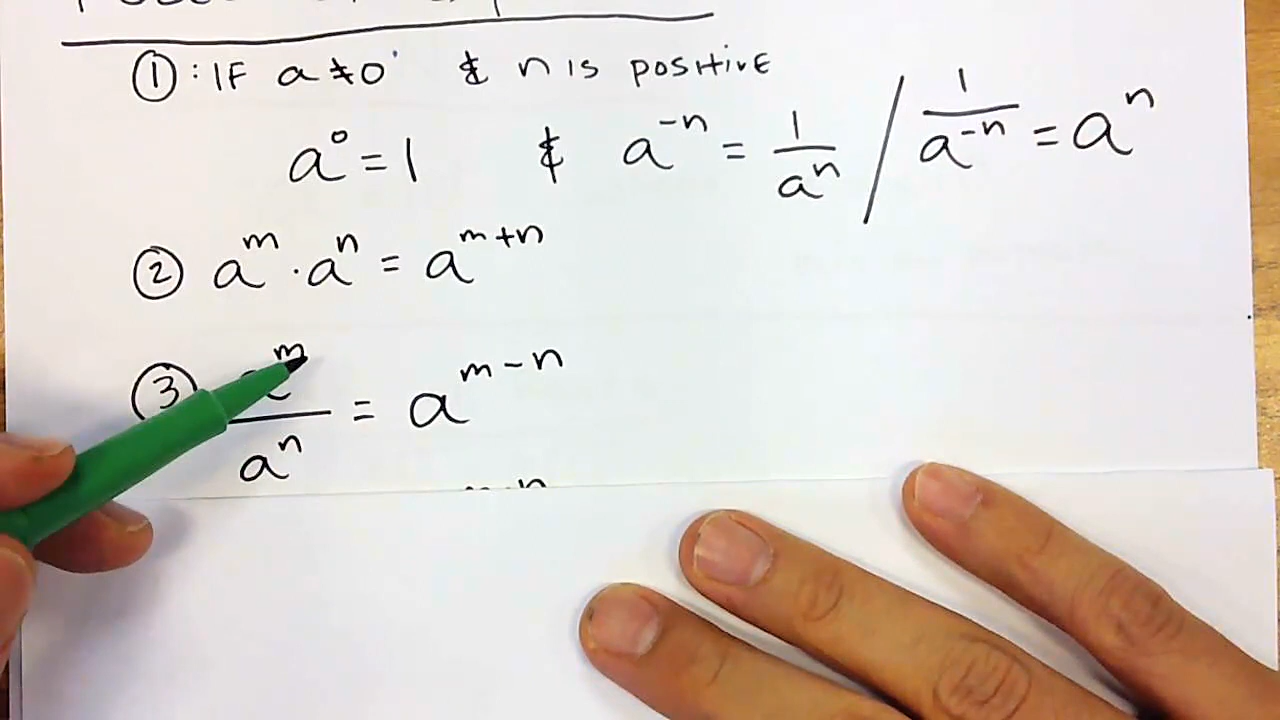 ① : IF a ≠ 0 & n is positive
a⁰ = 1 & a⁻ⁿ = 1/aⁿ / 1/a⁻ⁿ = aⁿ
② aᵐ · aⁿ = aᵐ⁺ⁿ
③ aᵐ/aⁿ = aᵐ⁻ⁿ